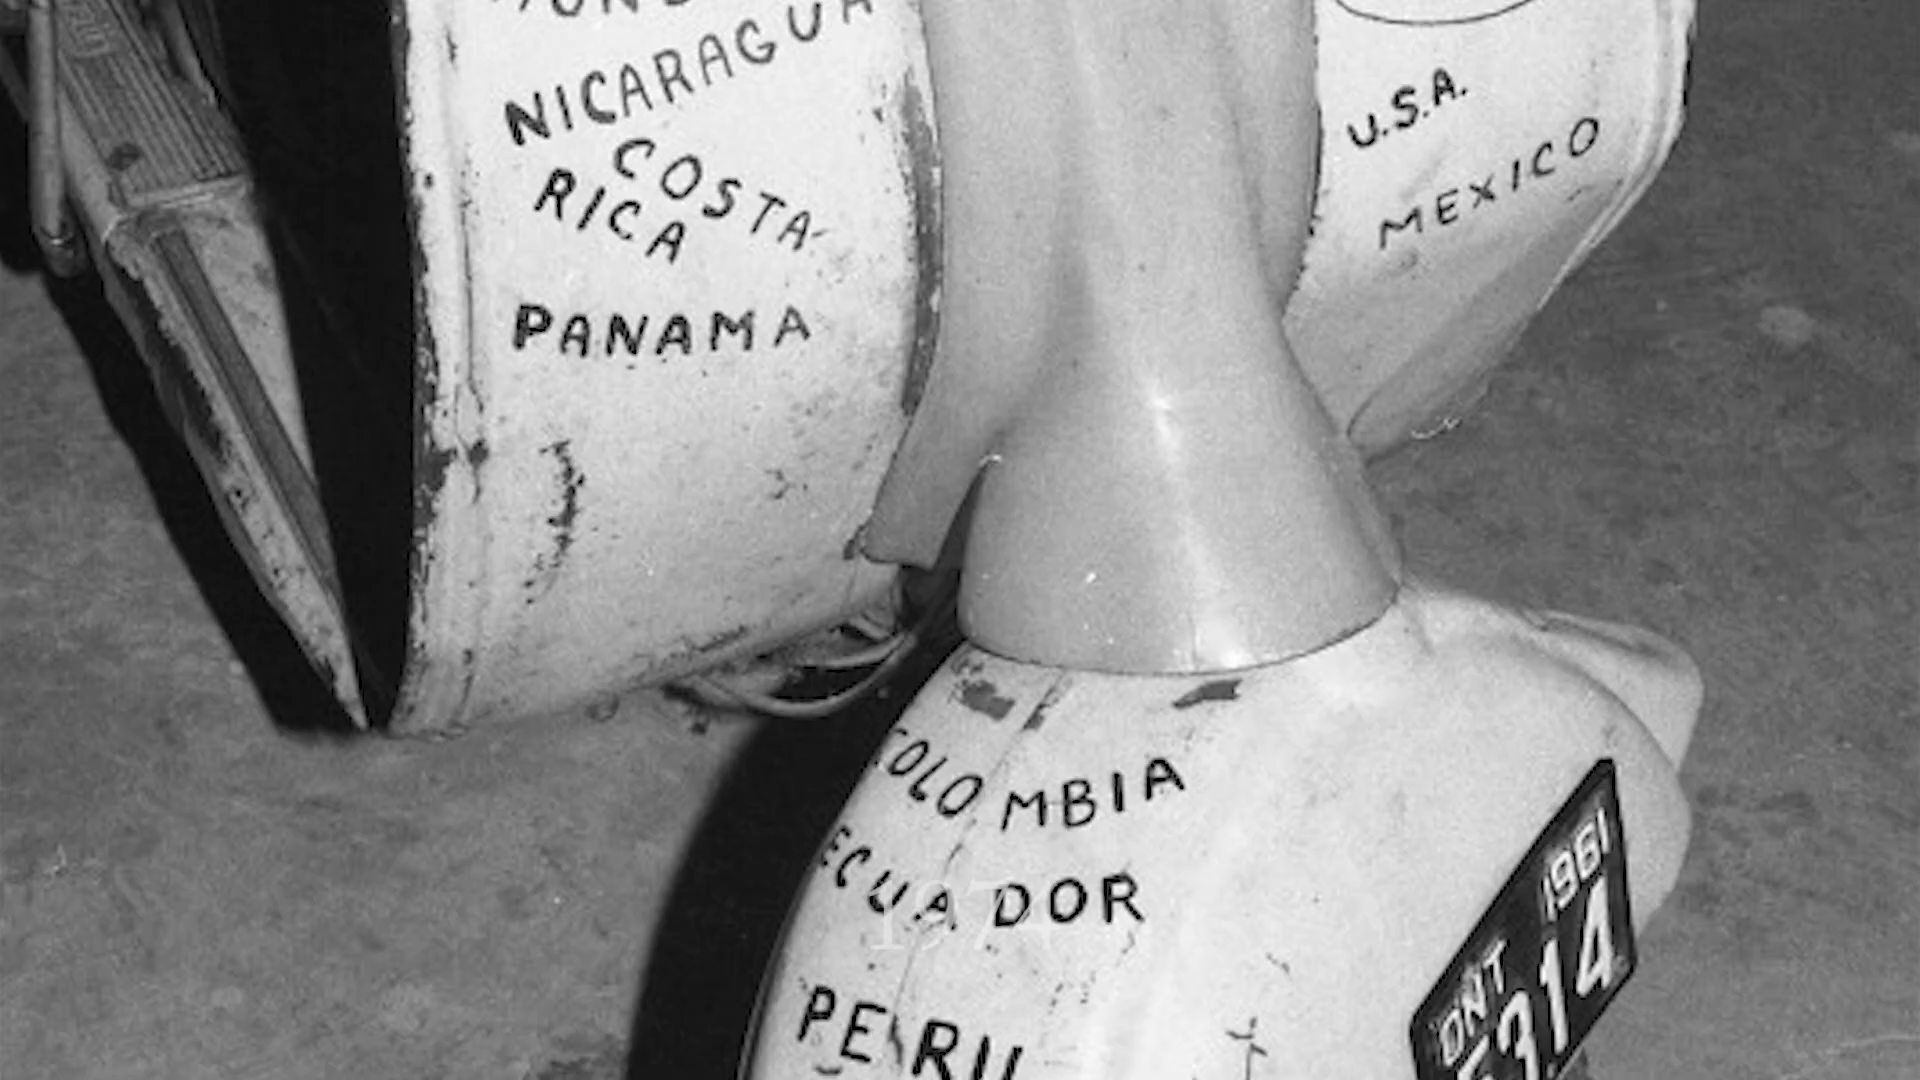 NICARAGUA
COSTA
RICA
PANAMA
U.S.A.
MEXICO
COLOMBIA
ECUADOR
PERU
1961
ONT
5314